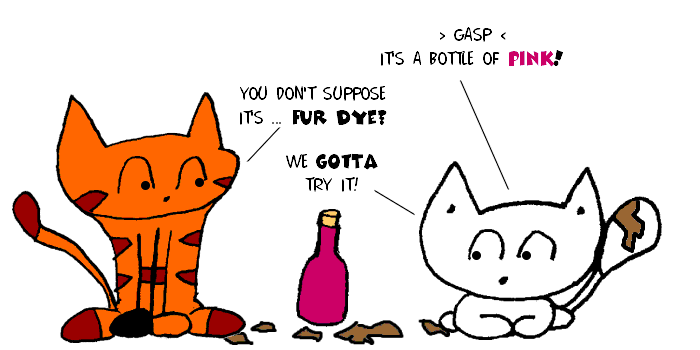 > GASP <
IT'S A BOTTLE OF PINK!
YOU DON'T SUPPOSE
IT'S ... FUR DYE?
WE GOTTA
TRY IT!